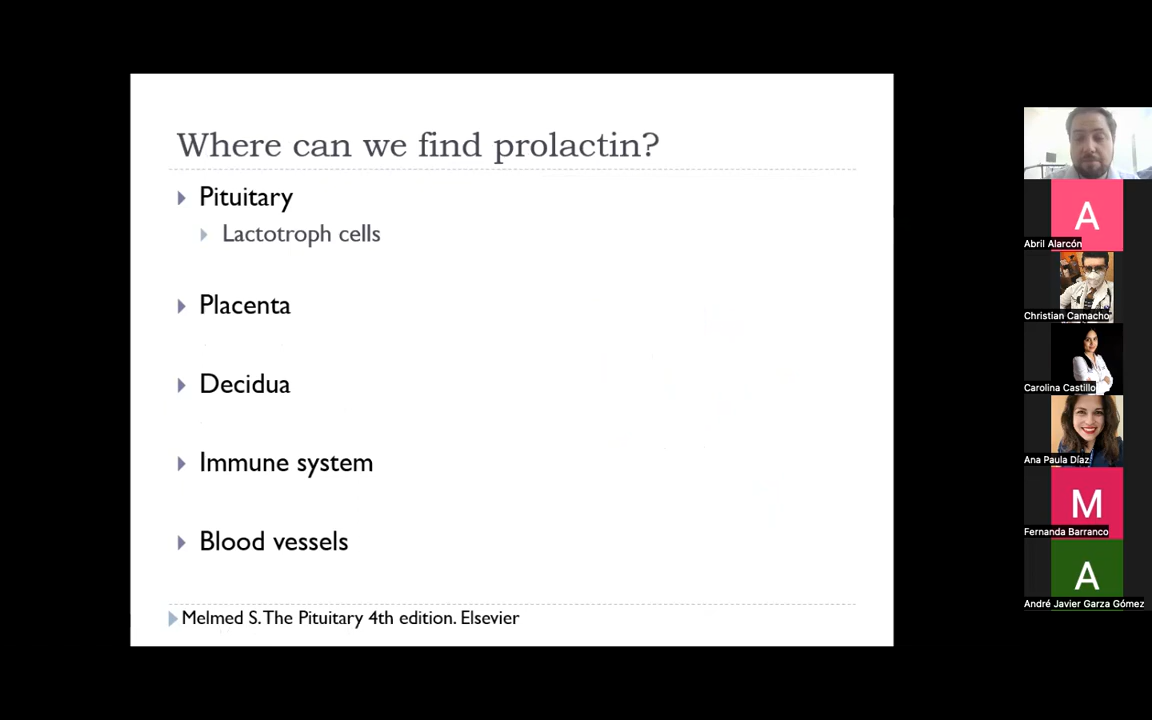 Where can we find prolactin?
Pituitary
Lactotroph cells
Placenta
Decidua
Immune system
Blood vessels
Melmed S. The Pituitary 4th edition. Elsevier
A
Abril Alarcón
Christian Camacho
Carolina Castillo
Ana Paula Díaz
M
Fernanda Barranco
A
André Javier Garza Gómez